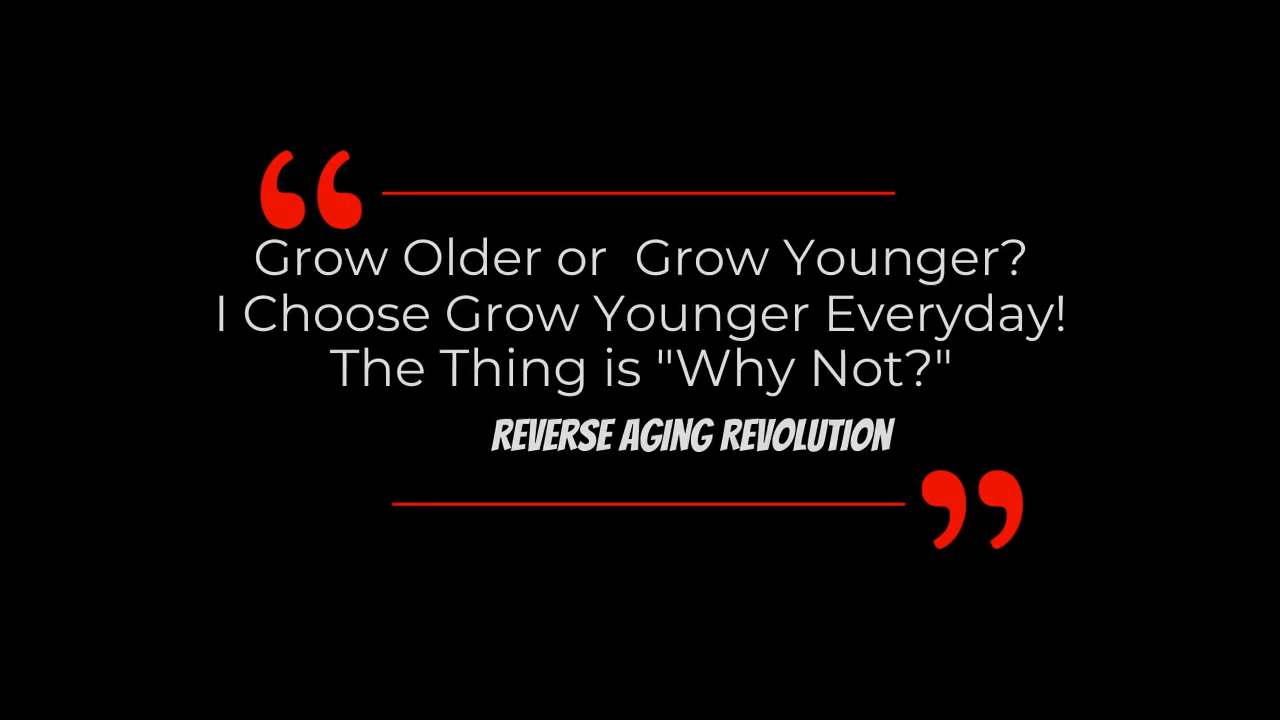 Grow Older or  Grow Younger?
I Choose Grow Younger Everyday!
The Thing is "Why Not?"
REVERSE AGING REVOLUTION